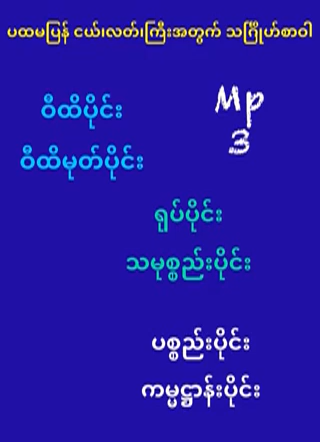 ပထမပြန် ငယ်၊လတ်၊ကြီးအတွက် သင်္ဂြိုဟ်စာဝါ
Mp
3
ဝီထိပိုင်း
ဝီထိမုတ်ပိုင်း
ရုပ်ပိုင်း
သမုစ္စည်းပိုင်း
ပစ္စည်းပိုင်း
ကမ္မဋ္ဌာန်းပိုင်း